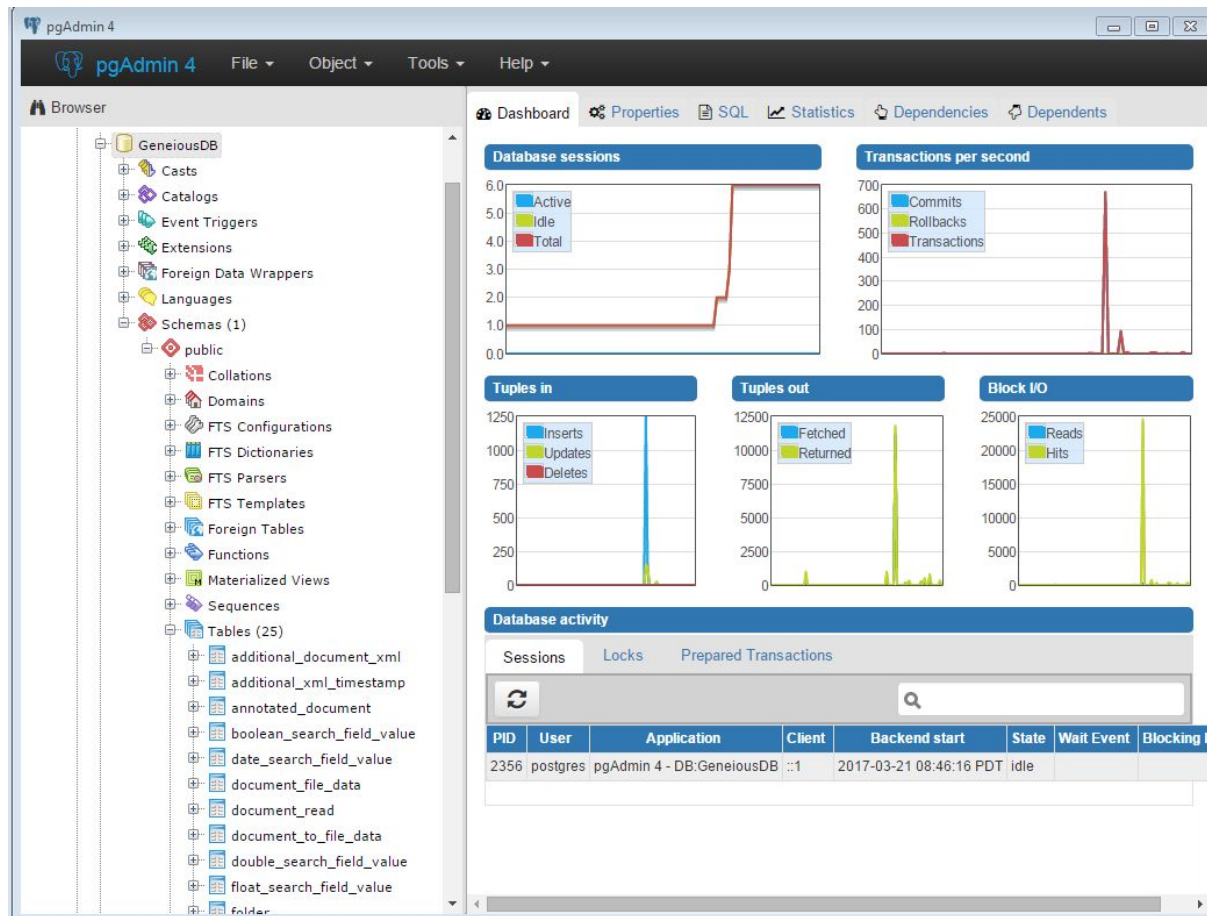 pgAdmin 4
pgAdmin 4 File Object Tools Help
Browser
GeneiousDB
Casts
Catalogs
Event Triggers
Extensions
Foreign Data Wrappers
Languages
Schemas (1)
public
Collations
Domains
FTS Configurations
FTS Dictionaries
FTS Parsers
FTS Templates
Foreign Tables
Functions
Materialized Views
Sequences
Tables (25)
additional_document_xml
additional_xml_timestamp
annotated_document
boolean_search_field_value
date_search_field_value
document_file_data
document_read
document_to_file_data
double_search_field_value
float_search_field_value
folder
Dashboard Properties SQL Statistics Dependencies Dependents
Database sessions
6.0
5.0
4.0
3.0
2.0
1.0
0.0
Active
Idle
Total
Transactions per second
700
600
500
400
300
200
100
0
Commits
Rollbacks
Transactions
Tuples in
1250
1000
750
500
250
0
Inserts
Updates
Deletes
Tuples out
12500
10000
7500
5000
2500
0
Fetched
Returned
Block I/O
25000
20000
15000
10000
5000
0
Reads
Hits
Database activity
Sessions Locks Prepared Transactions
PID User Application Client Backend start State Wait Event Blocking
2356 postgres pgAdmin 4 - DB:GeneiousDB ::1 2017-03-21 08:46:16 PDT idle